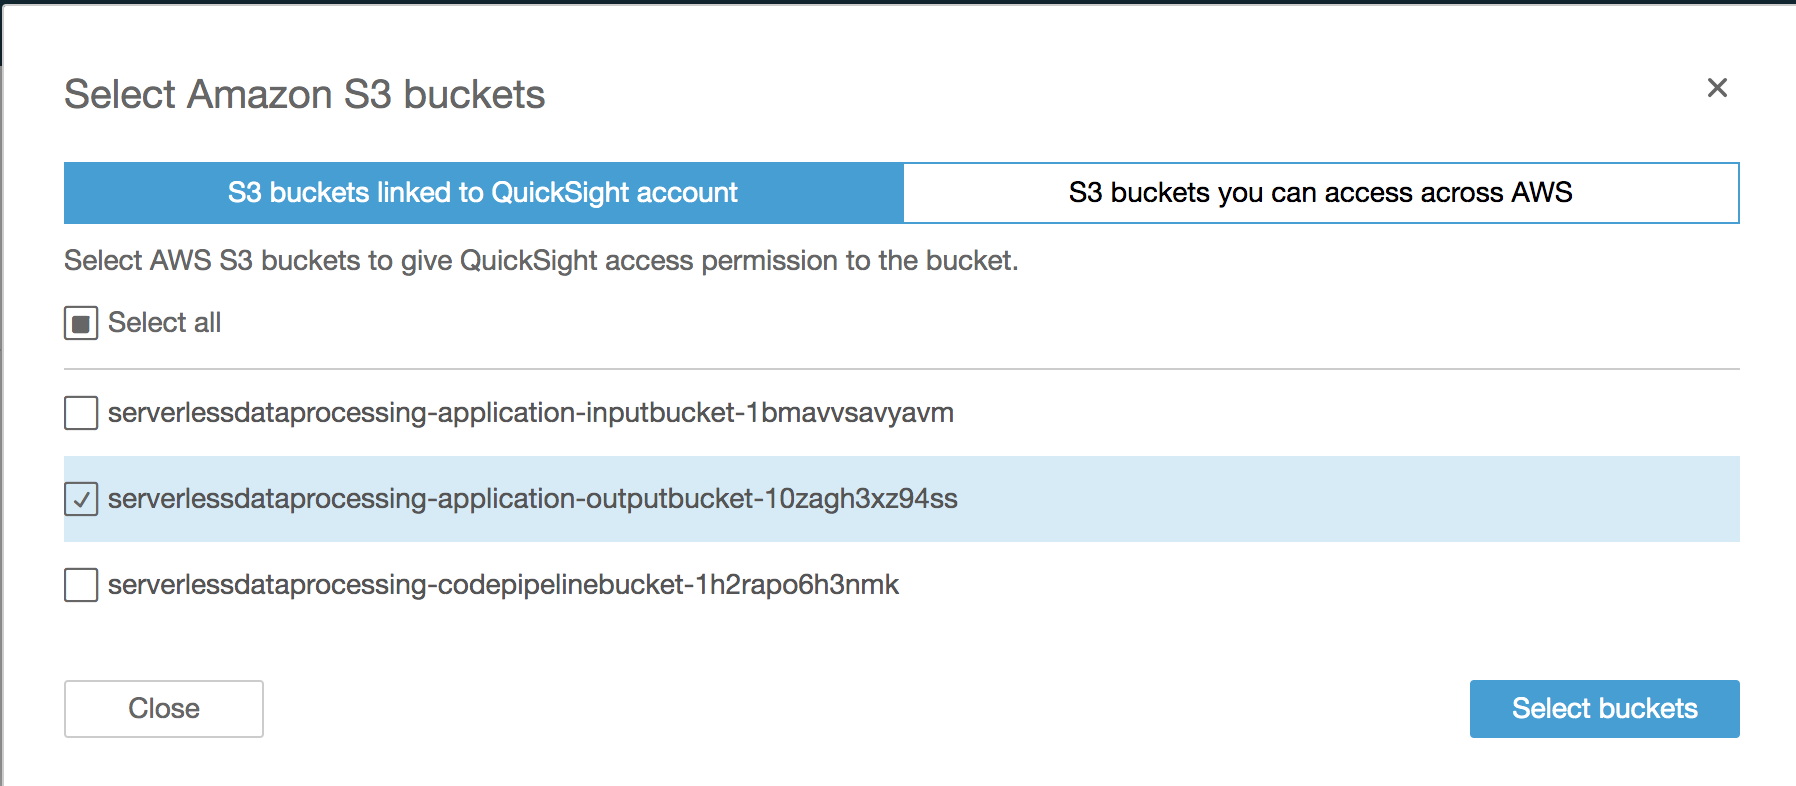 Select Amazon S3 buckets
S3 buckets linked to QuickSight account
S3 buckets you can access across AWS
Select AWS S3 buckets to give QuickSight access permission to the bucket.
Select all
serverlessdataprocessing-application-inputbucket-1bmavvsavyavm
serverlessdataprocessing-application-outputbucket-10zagh3xz94ss
serverlessdataprocessing-codepipelinebucket-1h2rapo6h3nmk
Close
Select buckets